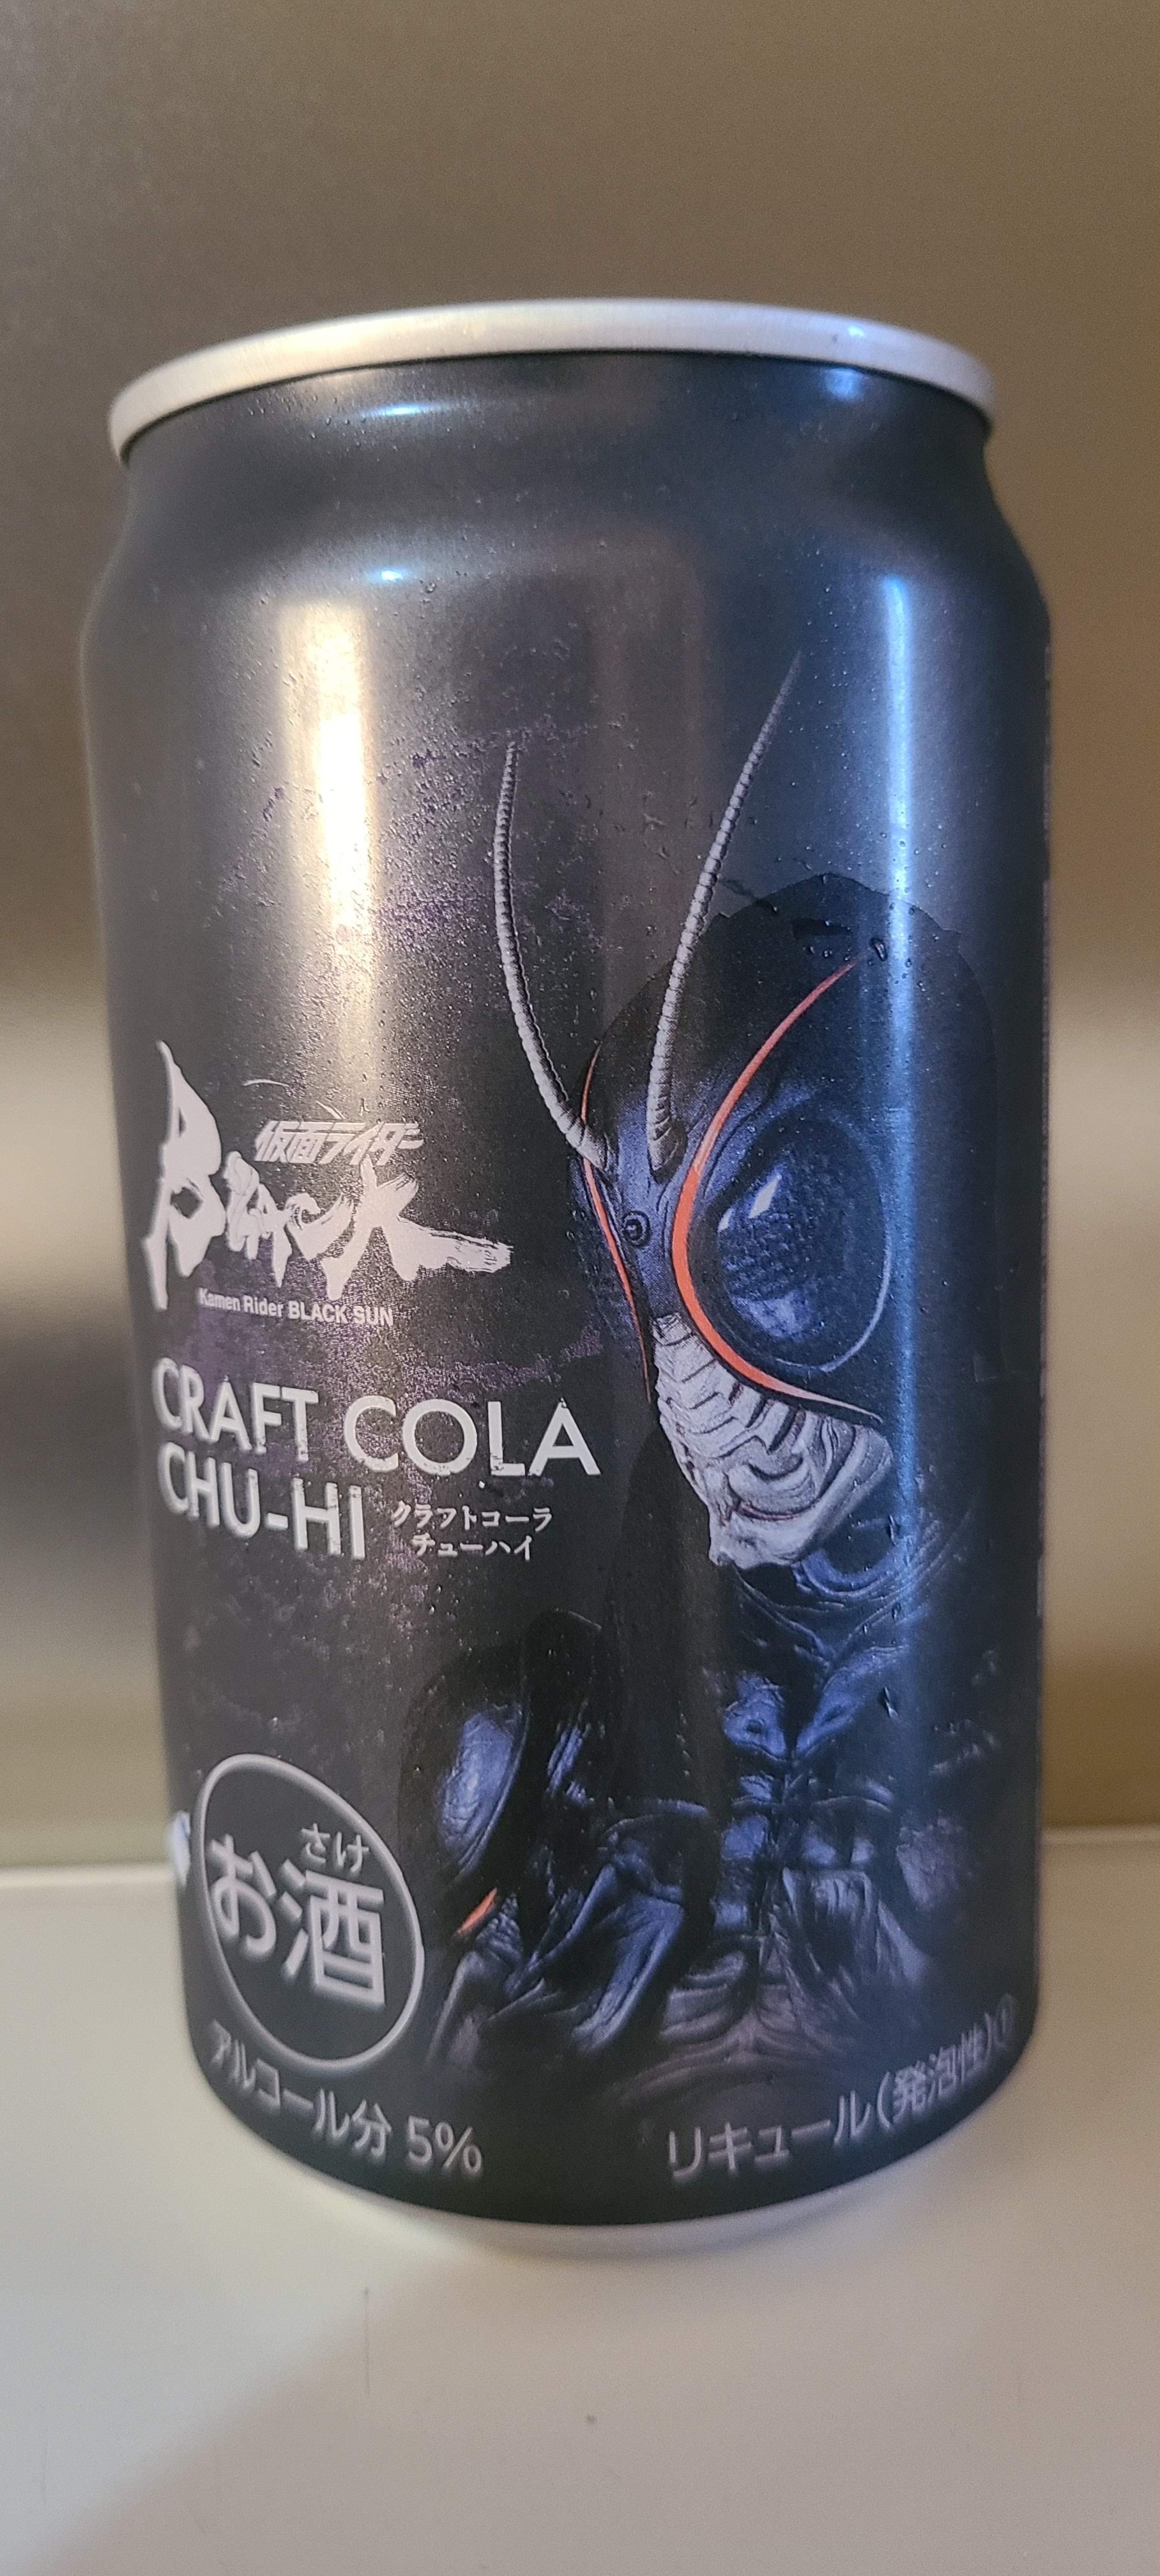 仮面ライダー
BLACK
Kamen Rider BLACK SUN
CRAFT COLA
CHU-HI
クラフトコーラ
チューハイ
さけ
お酒
アルコール分 5%
リキュール(発泡性)①